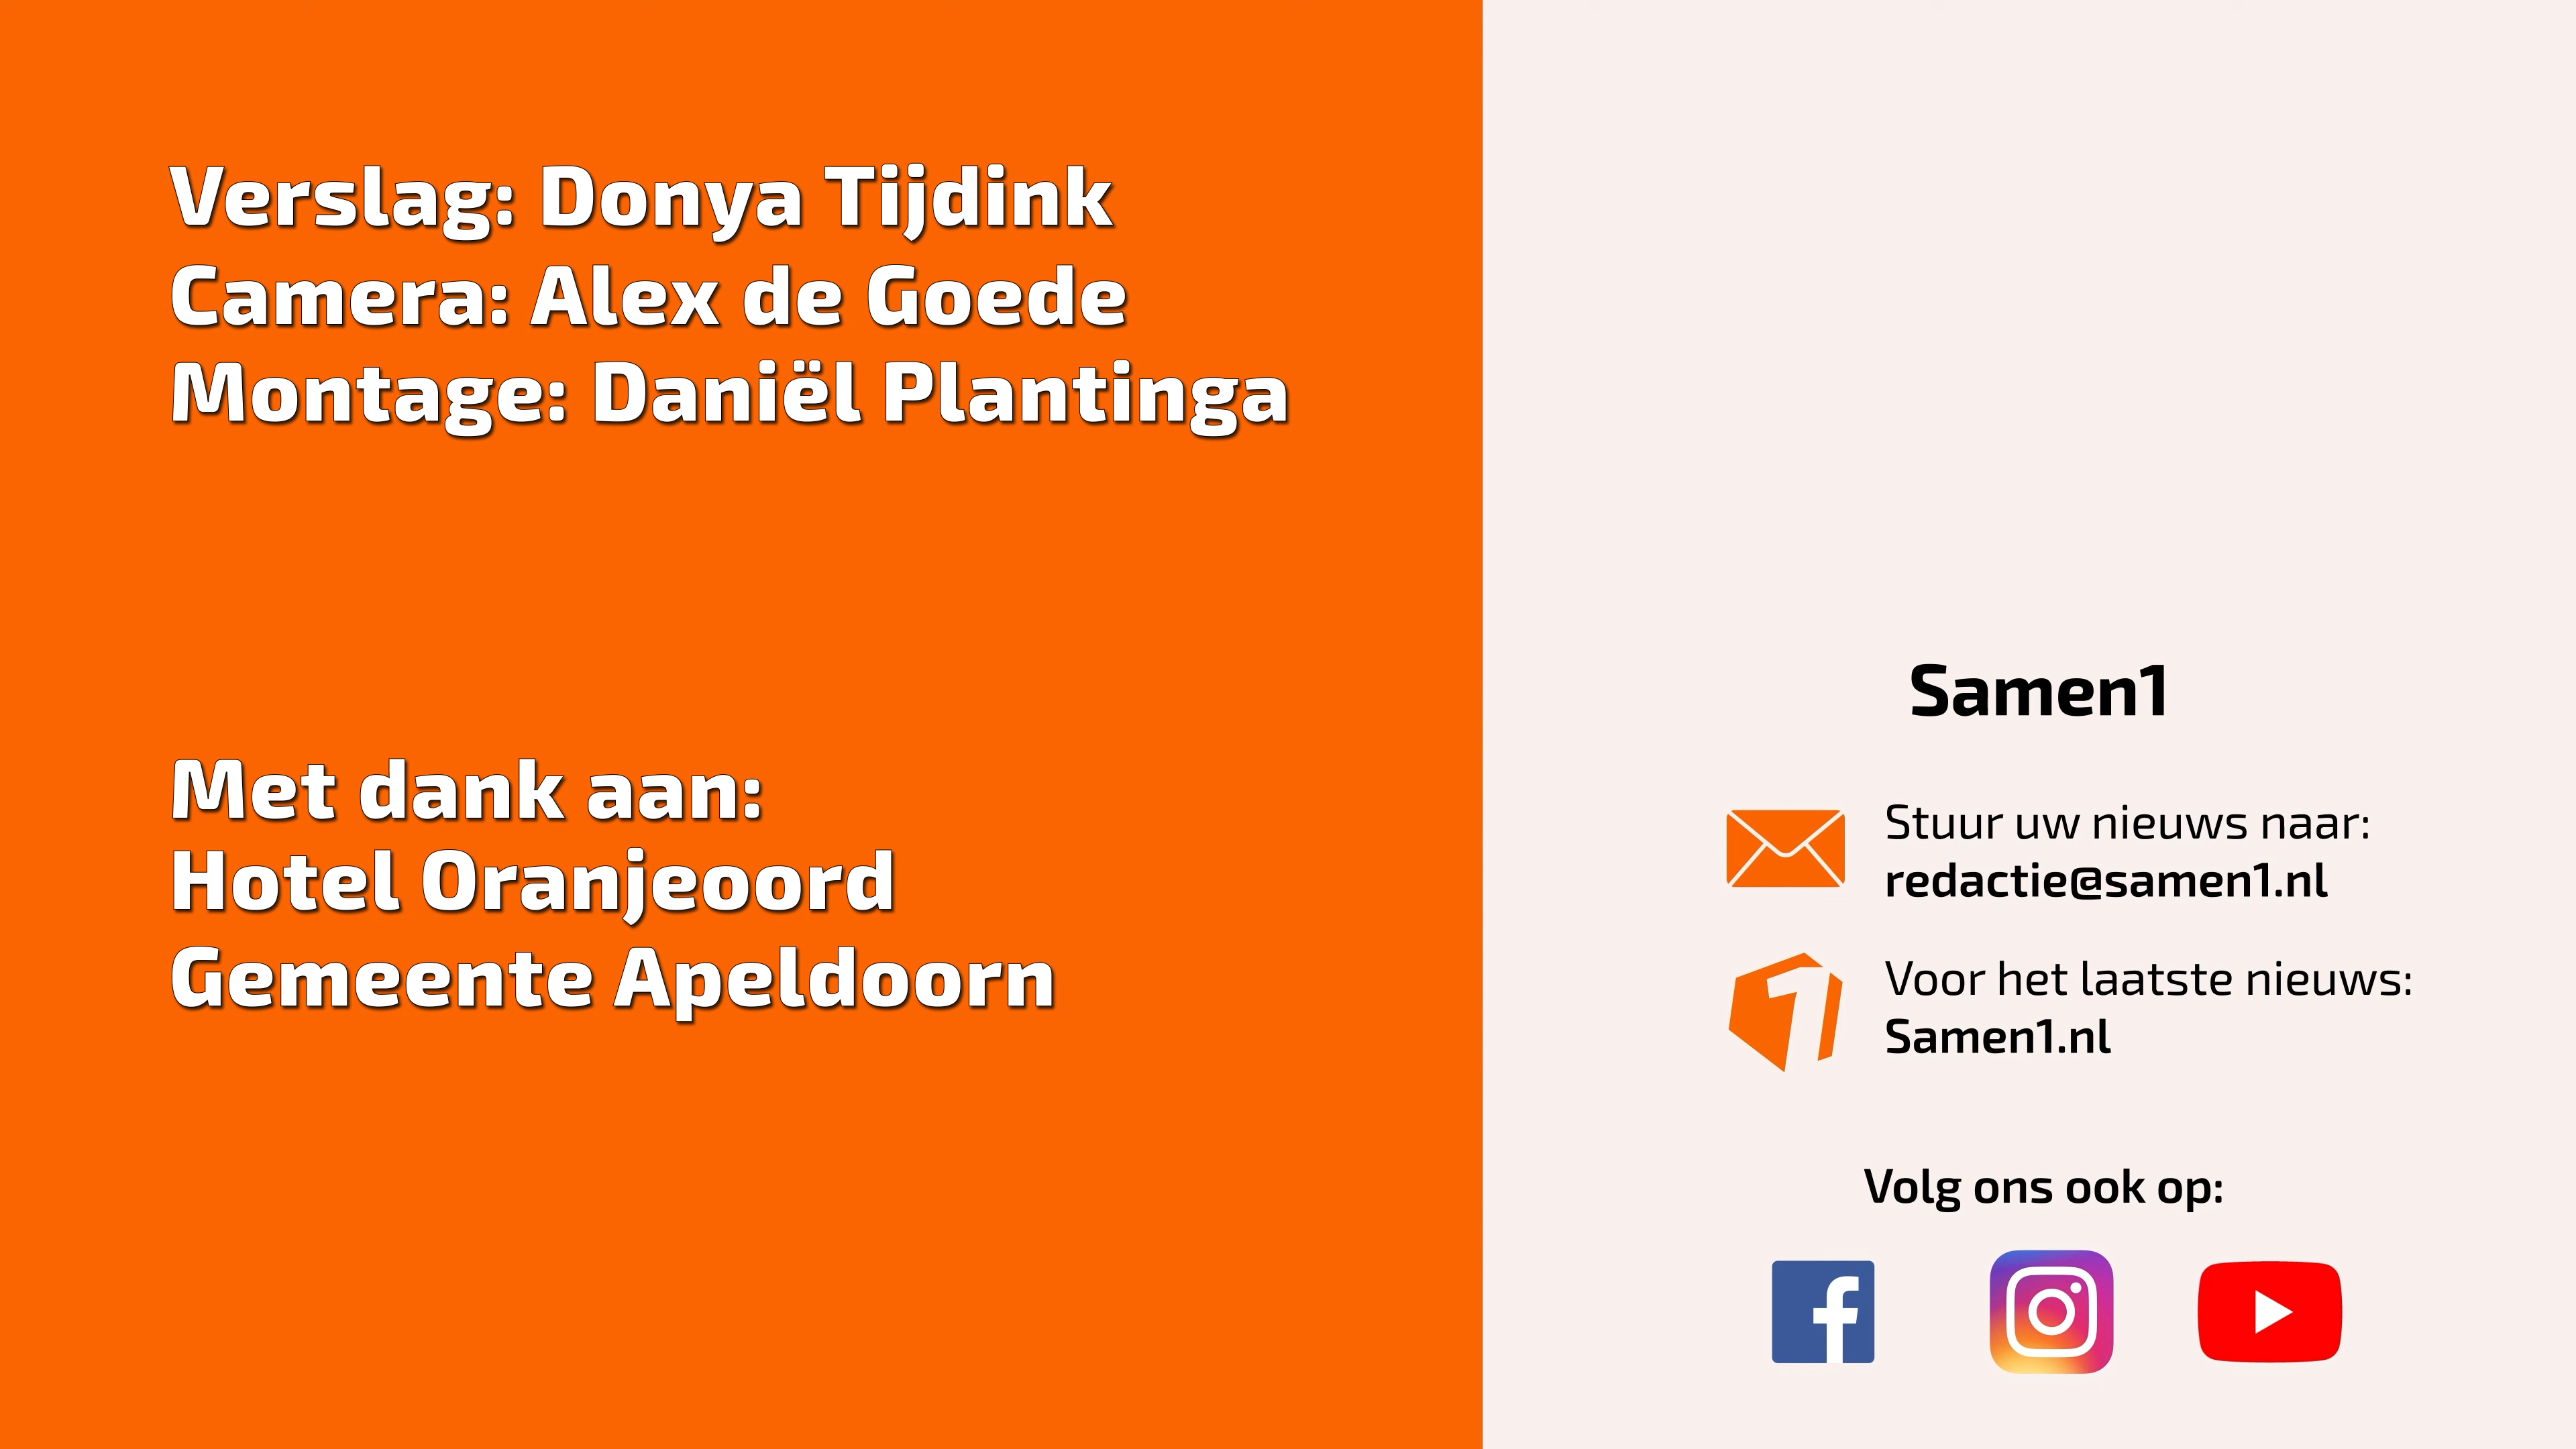 Verslag: Donya Tijdink
Camera: Alex de Goede
Montage: Daniël Plantinga
Met dank aan:
Hotel Oranjeoord
Gemeente Apeldoorn
Samen1
Stuur uw nieuws naar:
redactie@samen1.nl
Voor het laatste nieuws:
Samen1.nl
Volg ons ook op: